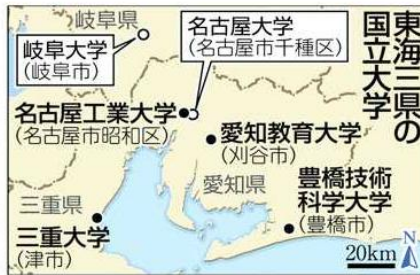 東海三県の
国立大学
岐阜県
岐阜大学
(岐阜市)
名古屋大学
(名古屋市千種区)
名古屋工業大学
(名古屋市昭和区)
愛知教育大学
(刈谷市)
愛知県
豊橋技術
科学大学
(豊橋市)
三重県
三重大学
(津市)
20km
N